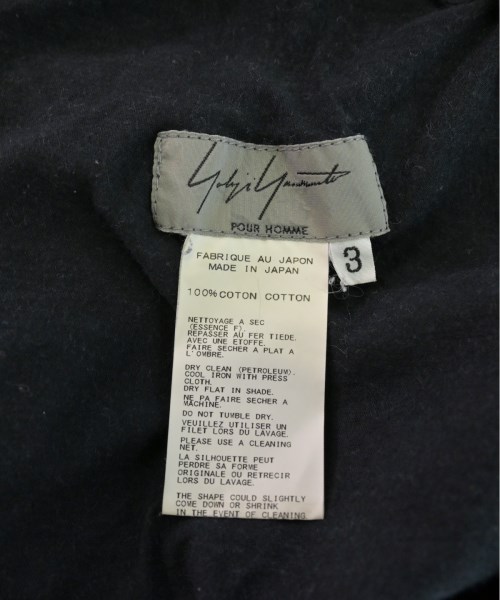 Yohji Yamamoto
POUR HOMME
3
FABRIQUE AU JAPON
MADE IN JAPAN
100%COTON COTTON
NETTOYAGE A SEC
(ESSENCE F).
REPASSER AU FER TIEDE.
AVEC UNE ETOFFE.
FAIRE SECHER A PLAT A
L'OMBRE.
DRY CLEAN (PETROLEUM).
COOL IRON WITH PRESS
CLOTH.
DRY FLAT IN SHADE.
NE PA FAIRE SECHER A
MACHINE.
DO NOT TUMBLE DRY.
VEUILLEZ UTILISER UN
FILET LORS DU LAVAGE.
PLEASE USE A CLEANING
NET.
LA SILHOUETTE PEUT
PERDRE SA FORME
ORIGINALE OU RETRECIR
LORS DU LAVAGE.
THE SHAPE COULD SLIGHTLY
COME DOWN OR SHRINK
IN THE EVENT OF CLEANING